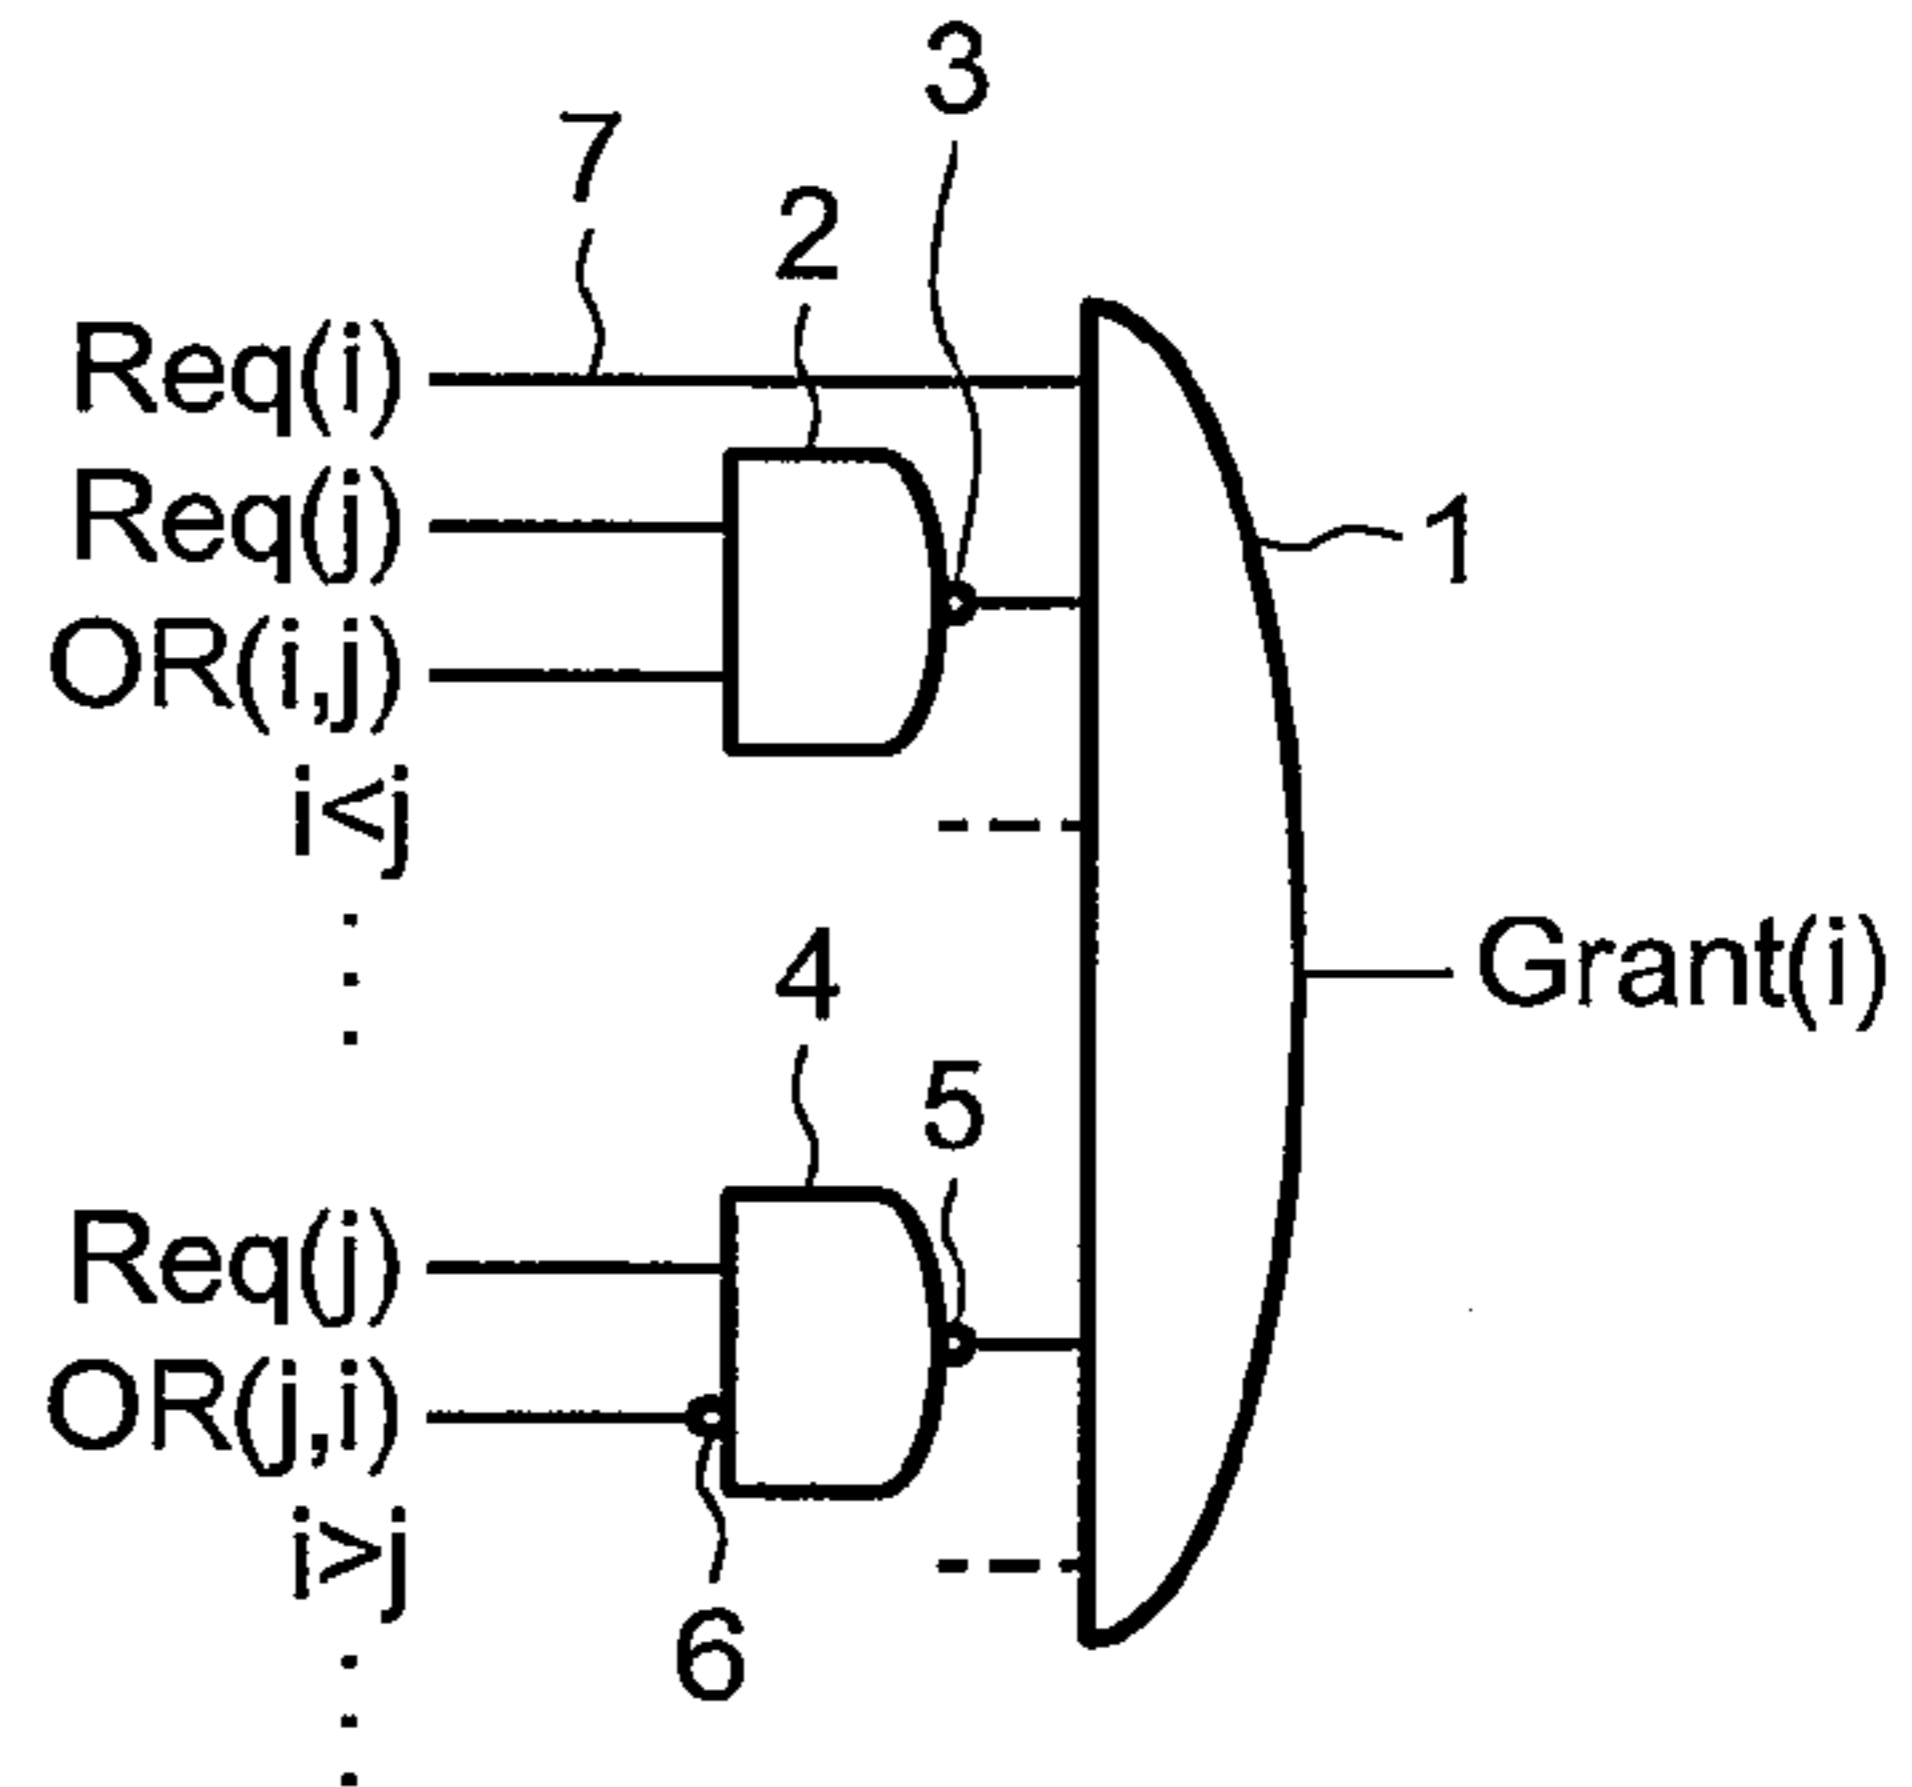 3
7
2
Req(i)
Req(j)
1
OR(i,j)
i<j
4
Grant(i)
5
Req(j)
OR(j,i)
i>j
6